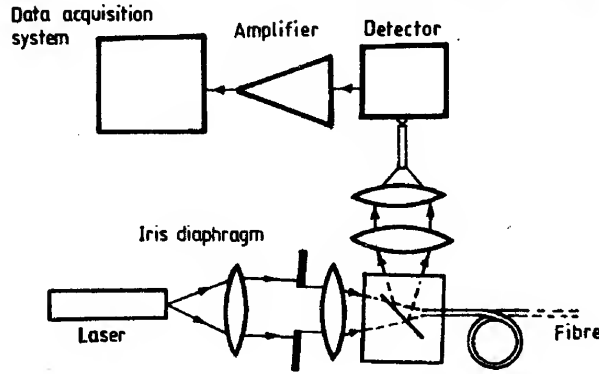 Data acquisition
system
Amplifier
Detector
Iris diaphragm
Laser
Fibre